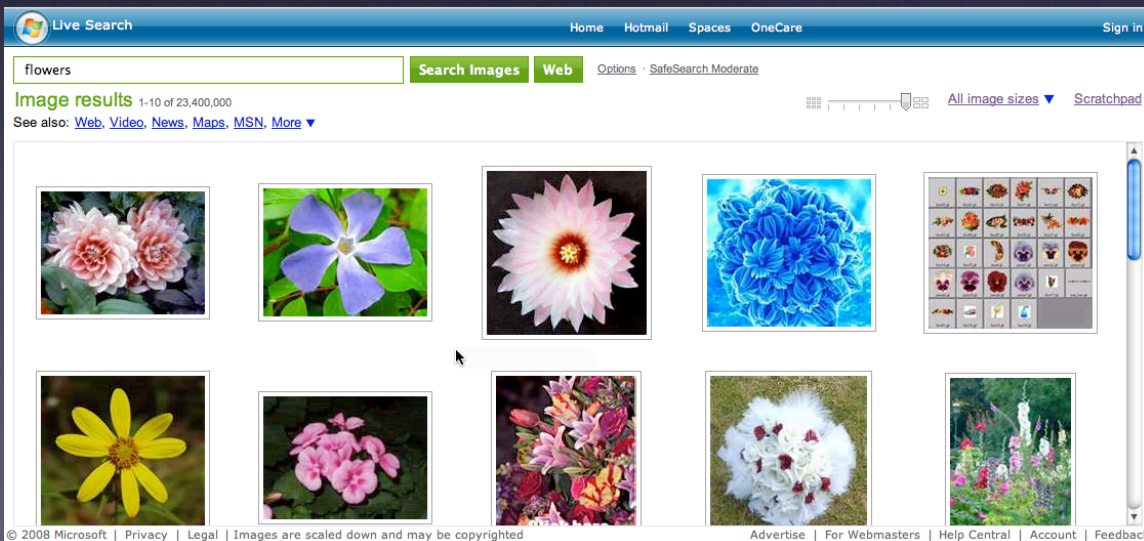 Live Search
Home Hotmail Spaces OneCare Sign in
flowers Search Images Web Options · SafeSearch Moderate
Image results 1-10 of 23,400,000 All image sizes ▼ Scratchpad
See also: Web, Video, News, Maps, MSN, More ▼
© 2008 Microsoft | Privacy | Legal | Images are scaled down and may be copyrighted Advertise | For Webmasters | Help Central | Account | Feedbac